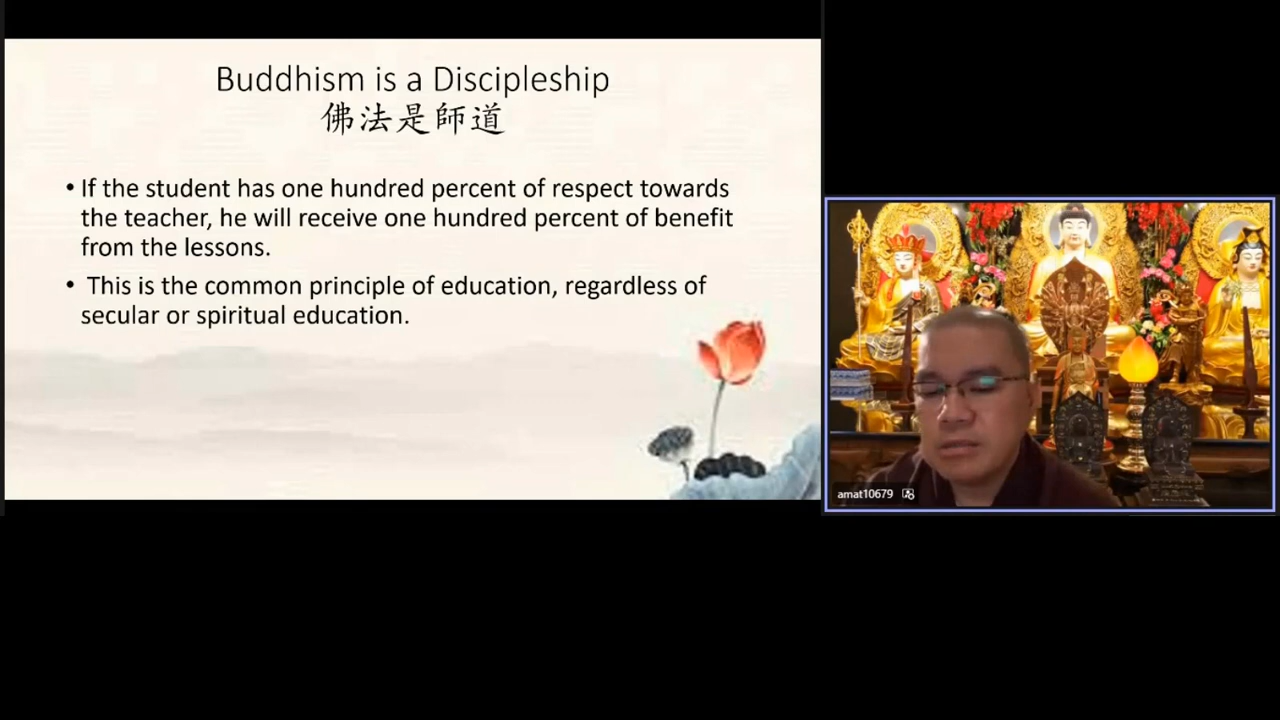 Buddhism is a Discipleship
佛法是師道
• If the student has one hundred percent of respect towards
the teacher, he will receive one hundred percent of benefit
from the lessons.
• This is the common principle of education, regardless of
secular or spiritual education.
amat10679